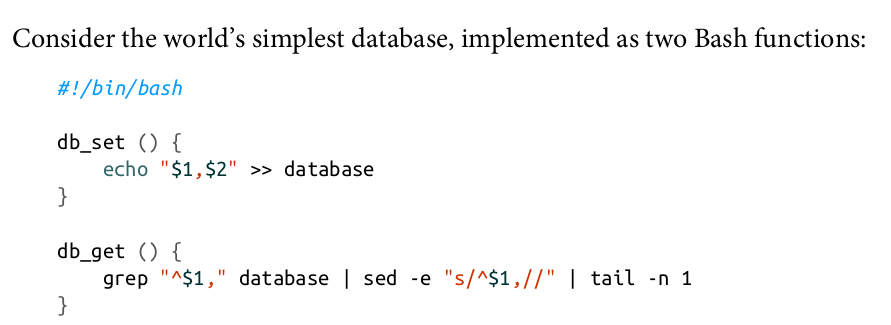 Consider the world’s simplest database, implemented as two Bash functions:
#!/bin/bash
db_set () {
    echo "$1,$2" >> database
}
db_get () {
    grep "^$1," database | sed -e "s/^$1,//" | tail -n 1
}